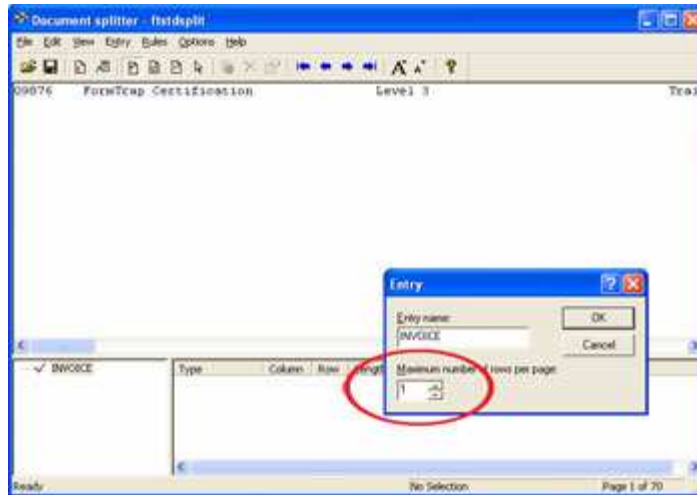 Document splitter - ftstdsplit
File Edit View Entry Rules Options Help
09876 FormTrap Certification Level 3 Trai
Entry
Entry name:
INVOICE
OK
Cancel
Maximum number of rows per page:
1
INVOICE
Type Column Row Length
Ready No Selection Page 1 of 70